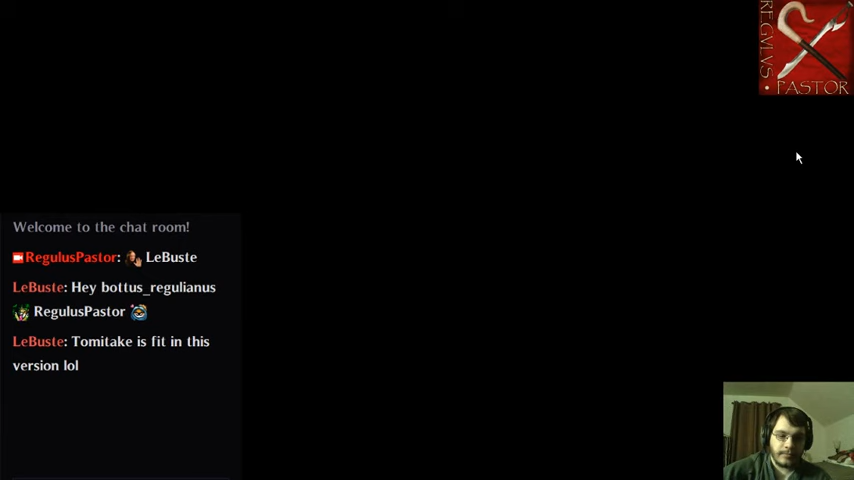 REGVLVS
• PASTOR
Welcome to the chat room!
RegulusPastor: LeBuste
LeBuste: Hey bottus_regulianus
RegulusPastor
LeBuste: Tomitake is fit in this
version lol